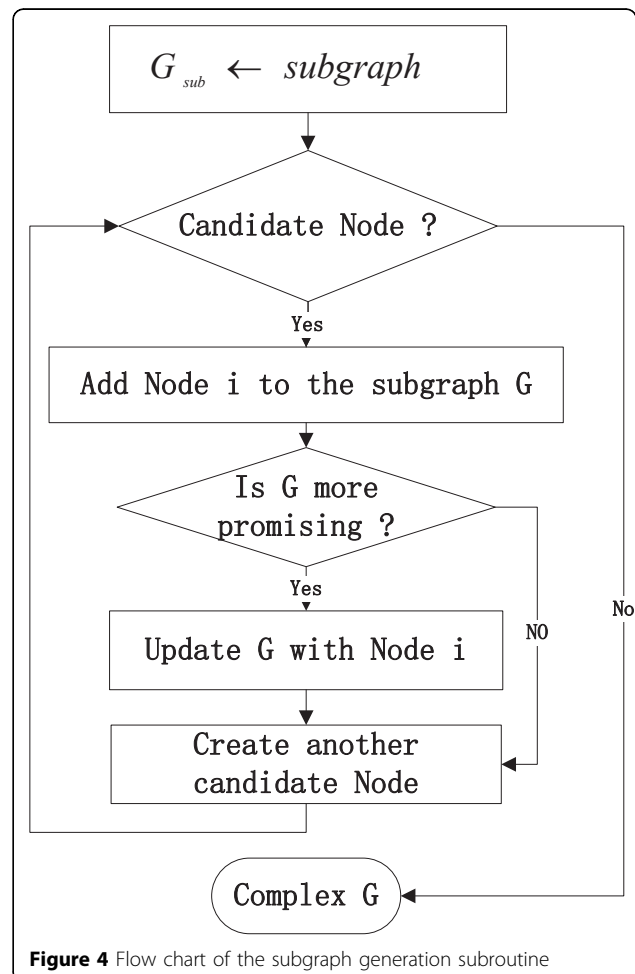 G sub ← subgraph
Candidate Node ?
Yes
Add Node i to the subgraph G
Is G more
promising ?
Yes
No
NO
Update G with Node i
Create another
candidate Node
Complex G
Figure 4 Flow chart of the subgraph generation subroutine